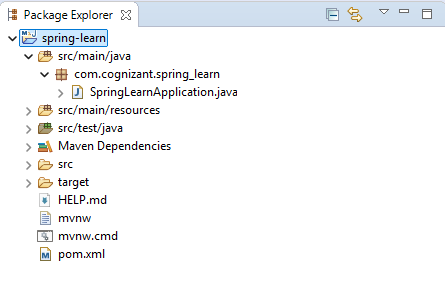 Package Explorer
spring-learn
src/main/java
com.cognizant.spring_learn
SpringLearnApplication.java
src/main/resources
src/test/java
Maven Dependencies
src
target
HELP.md
mvnw
mvnw.cmd
pom.xml